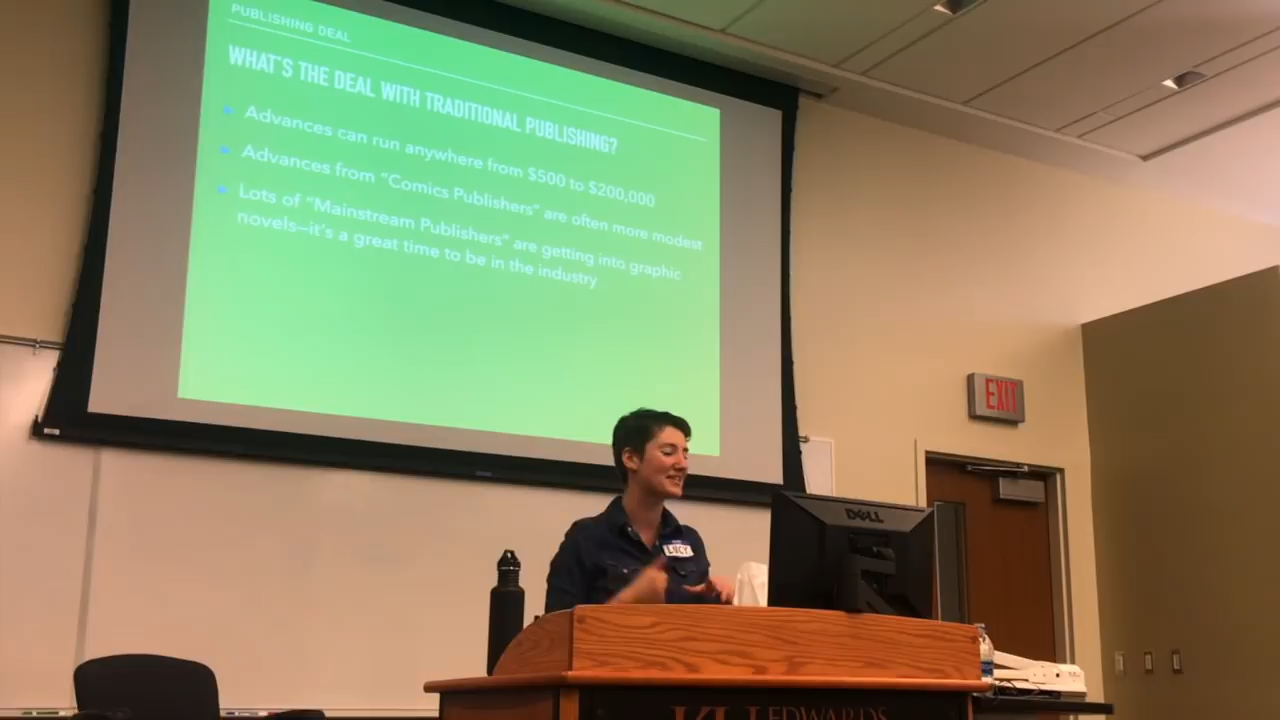 PUBLISHING DEAL
WHAT'S THE DEAL WITH TRADITIONAL PUBLISHING?
• Advances can run anywhere from $500 to $200,000
• Advances from "Comics Publishers" are often more modest
• Lots of "Mainstream Publishers" are getting into graphic
novels—it's a great time to be in the industry
EXIT
DELL
LUCY
KU EDWARDS